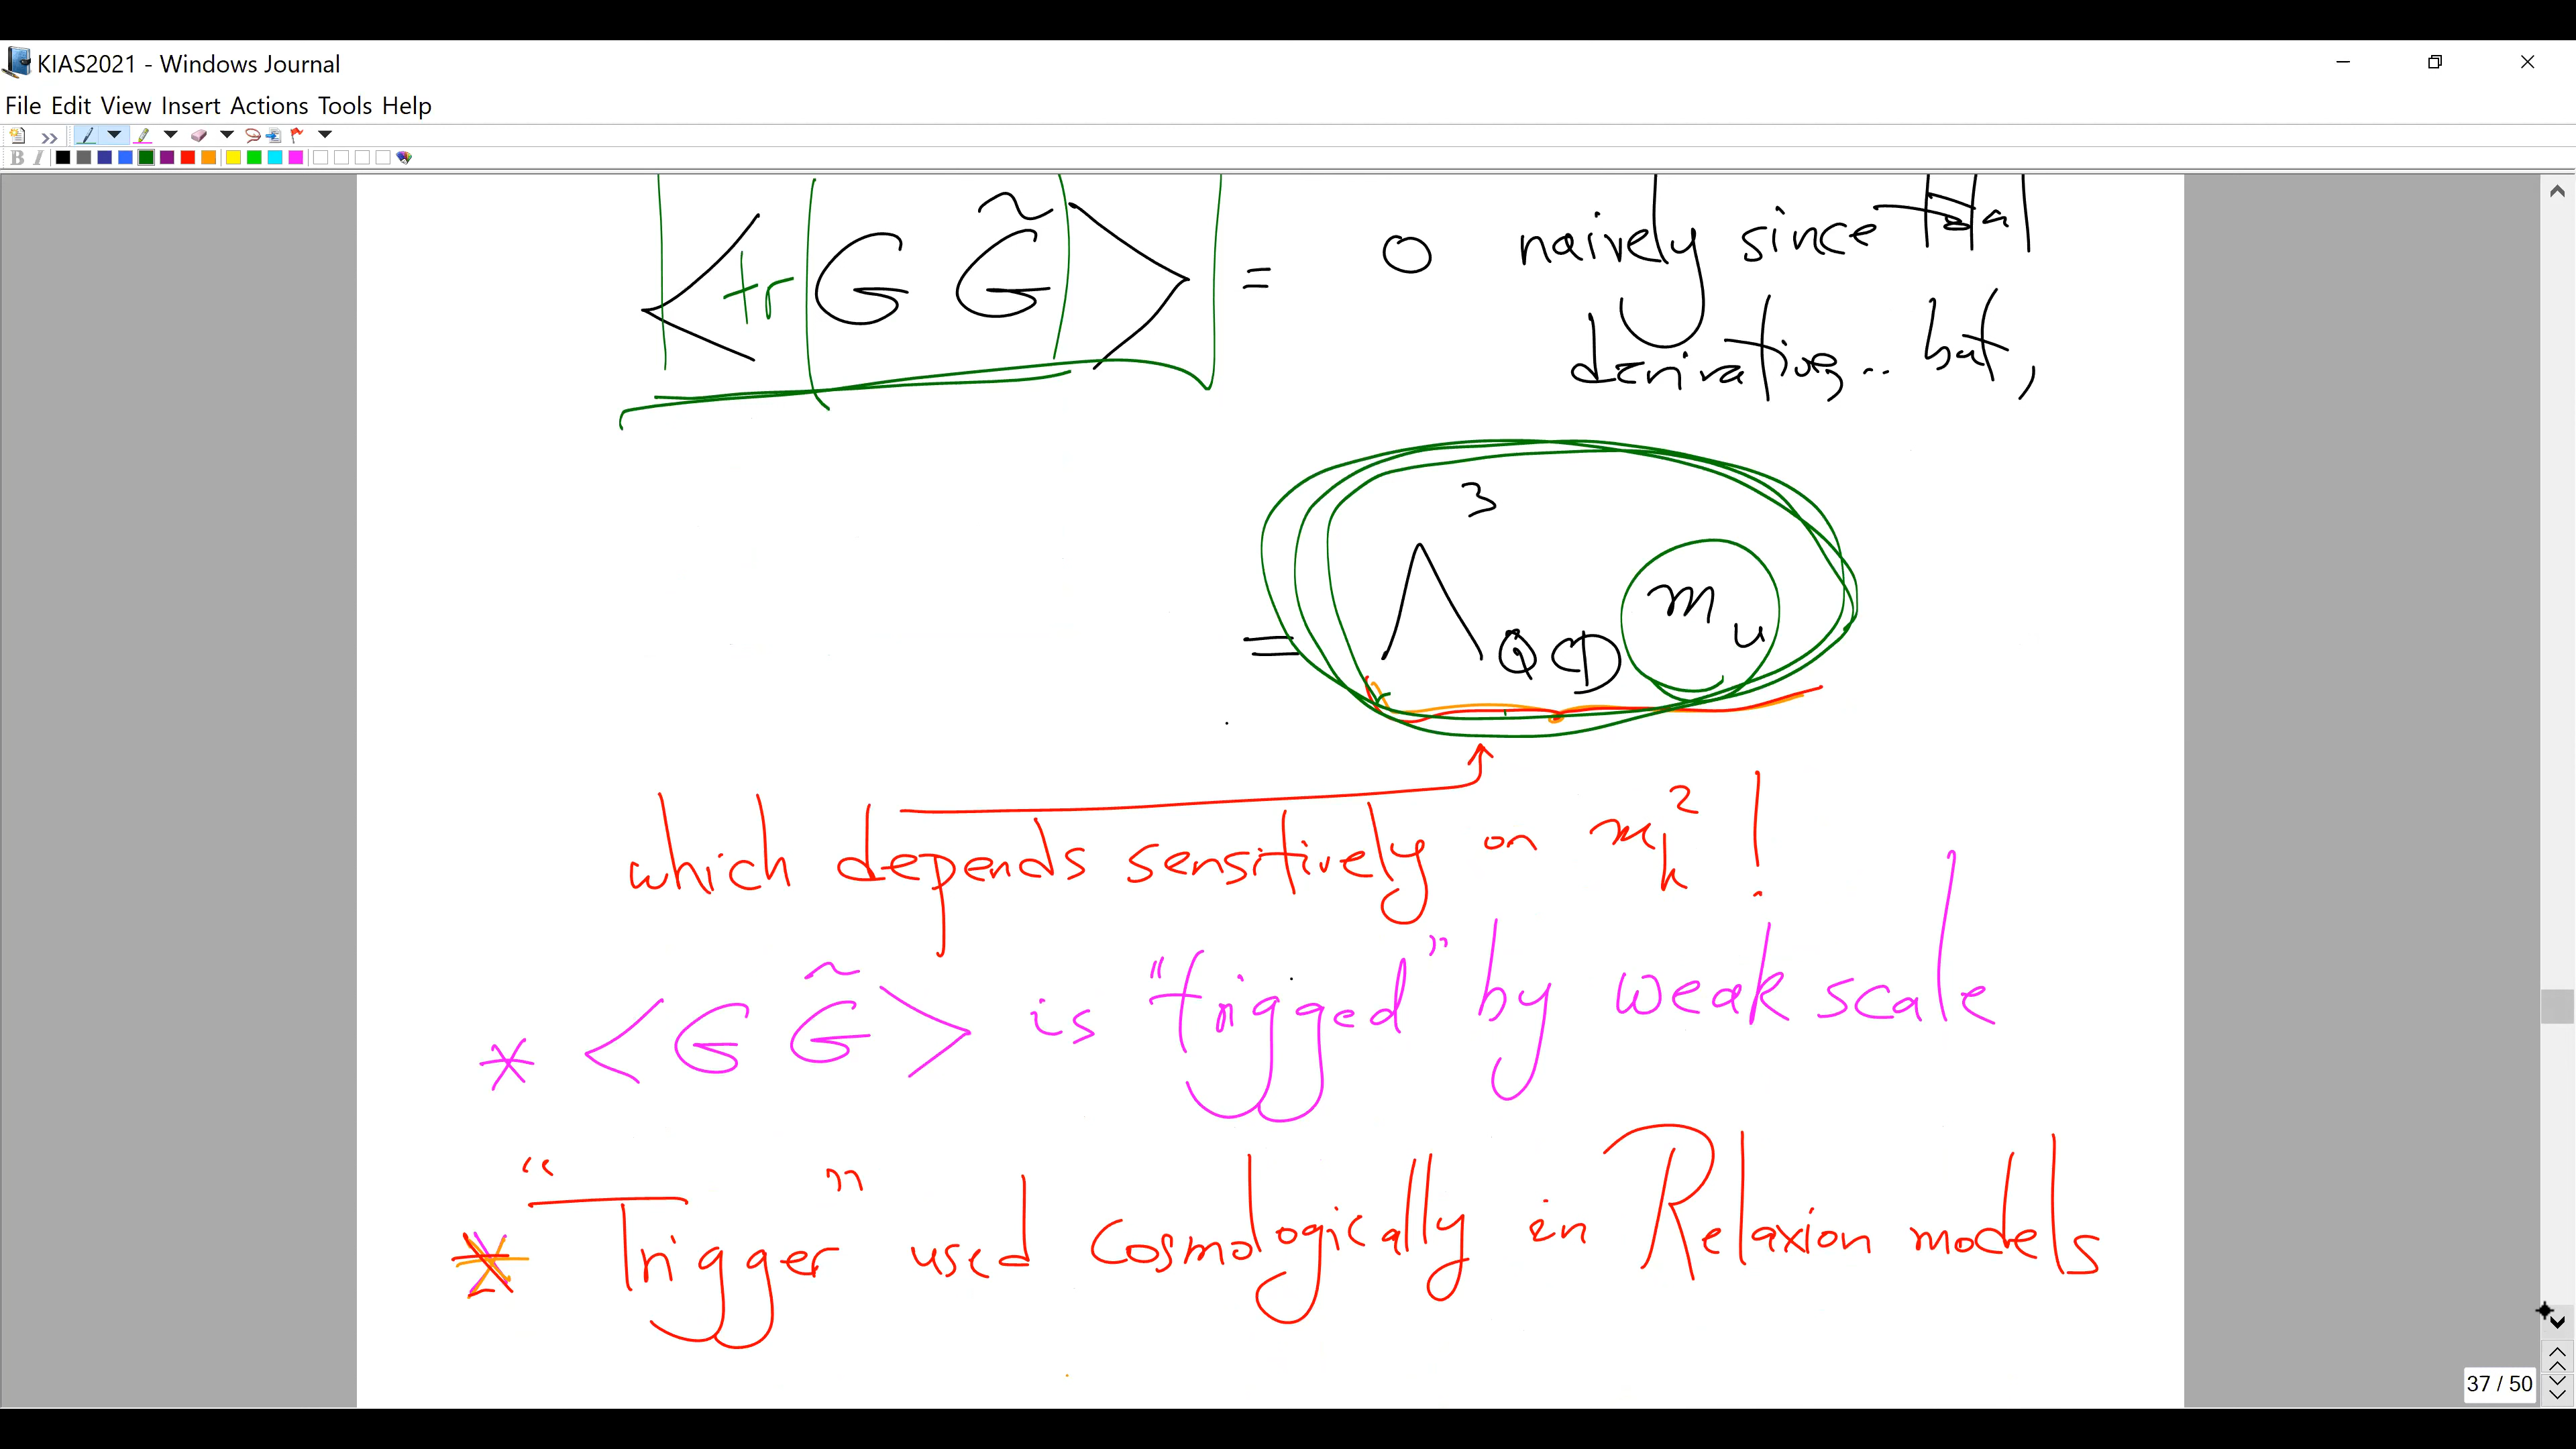 KIAS2021 - Windows Journal
File Edit View Insert Actions Tools Help
B I
<tr(G G̃)> = 0 naively since total
derivative.. but,
= Λ³QCD mᵤ
which depends sensitively on mₕ² !
* <G G̃> is "trigged" by weak scale
* "Trigger" used cosmologically in Relaxion models
37 / 50